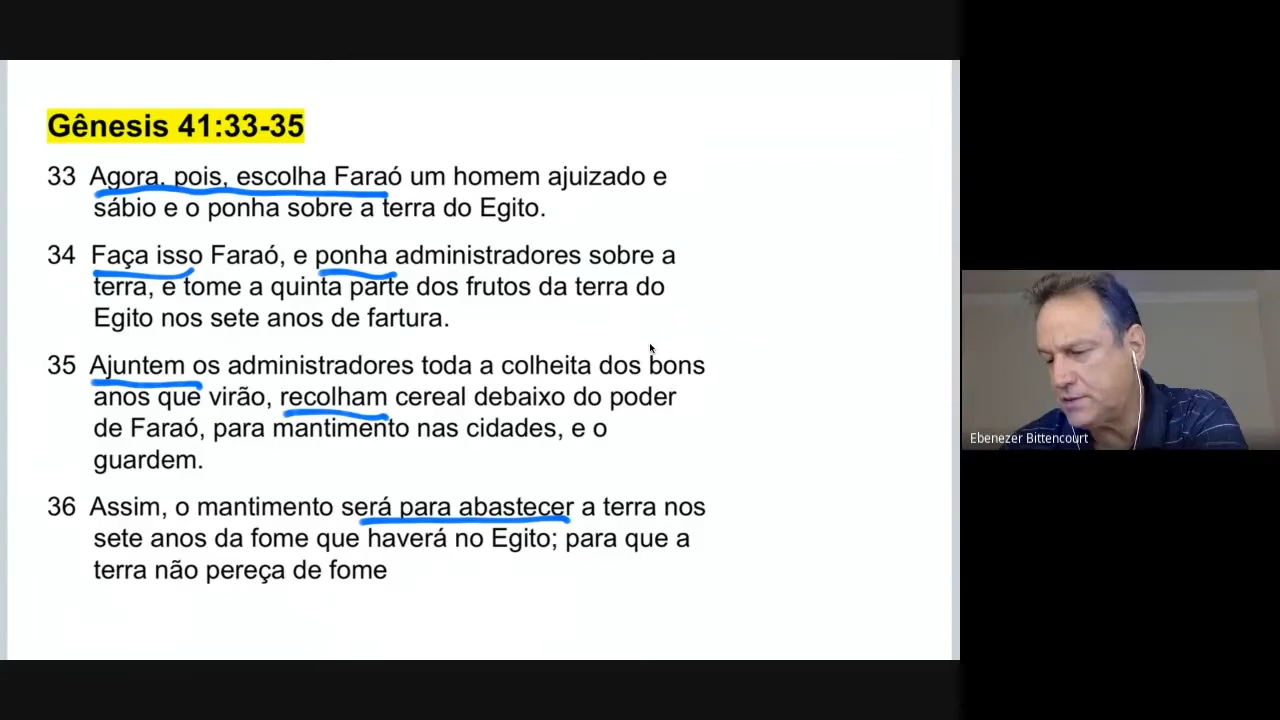 Gênesis 41:33-35
33 Agora, pois, escolha Faraó um homem ajuizado e
sábio e o ponha sobre a terra do Egito.
34 Faça isso Faraó, e ponha administradores sobre a
terra, e tome a quinta parte dos frutos da terra do
Egito nos sete anos de fartura.
35 Ajuntem os administradores toda a colheita dos bons
anos que virão, recolham cereal debaixo do poder
de Faraó, para mantimento nas cidades, e o
guardem.
36 Assim, o mantimento será para abastecer a terra nos
sete anos da fome que haverá no Egito; para que a
terra não pereça de fome
Ebenezer Bittencourt